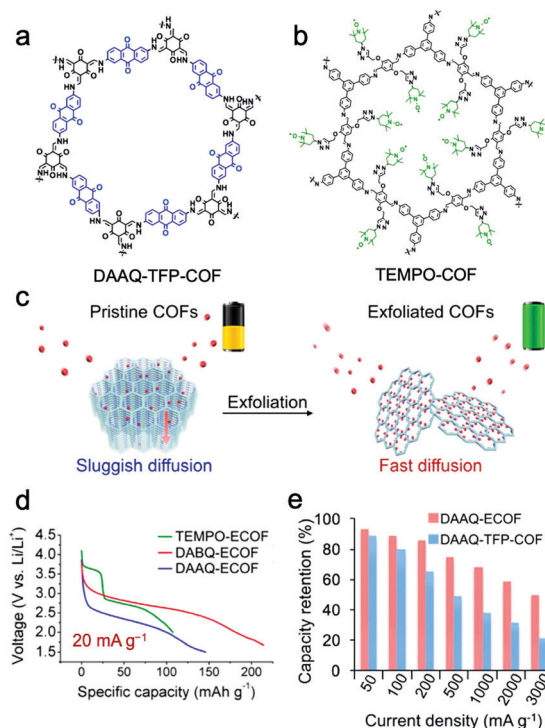 a
b
DAAQ-TFP-COF
TEMPO-COF
c
Pristine COFs
Exfoliated COFs
Exfoliation
Sluggish diffusion
Fast diffusion
d
Voltage (V vs. Li/Li⁺)
4.5
4.0
3.5
3.0
2.5
2.0
1.5
TEMPO-ECOF
DABQ-ECOF
DAAQ-ECOF
20 mA g⁻¹
0 50 100 150 200
Specific capacity (mAh g⁻¹)
e
Capacity retention (%)
100
80
60
40
20
0
DAAQ-ECOF
DAAQ-TFP-COF
50 100 200 500 1000 2000 3000
Current density (mA g⁻¹)